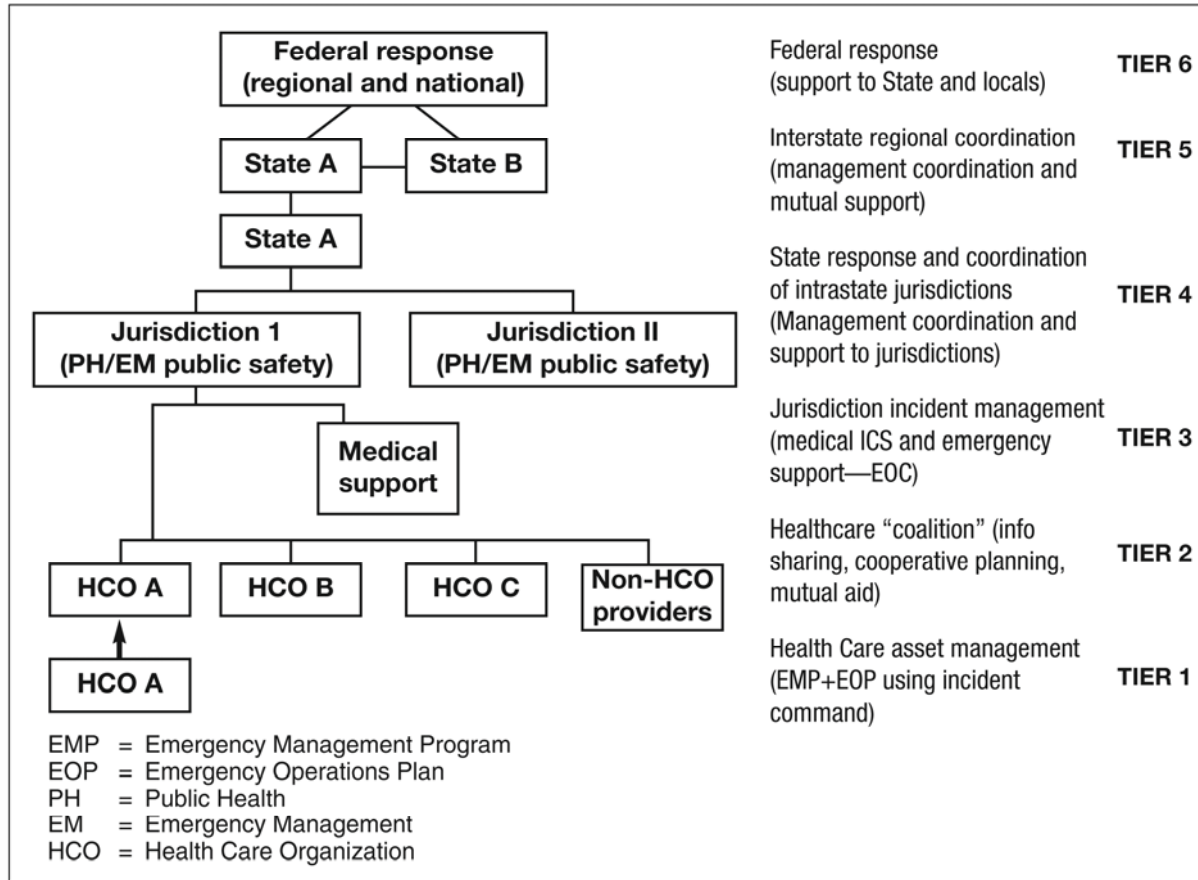 Federal response
(regional and national)
State A
State B
State A
Jurisdiction 1
(PH/EM public safety)
Jurisdiction II
(PH/EM public safety)
Medical
support
HCO A
HCO B
HCO C
Non-HCO
providers
HCO A
Federal response
(support to State and locals)
TIER 6
Interstate regional coordination
(management coordination and
mutual support)
TIER 5
State response and coordination
of intrastate jurisdictions
(Management coordination and
support to jurisdictions)
TIER 4
Jurisdiction incident management
(medical ICS and emergency
support—EOC)
TIER 3
Healthcare “coalition” (info
sharing, cooperative planning,
mutual aid)
TIER 2
Health Care asset management
(EMP+EOP using incident
command)
TIER 1
EMP = Emergency Management Program
EOP = Emergency Operations Plan
PH = Public Health
EM = Emergency Management
HCO = Health Care Organization